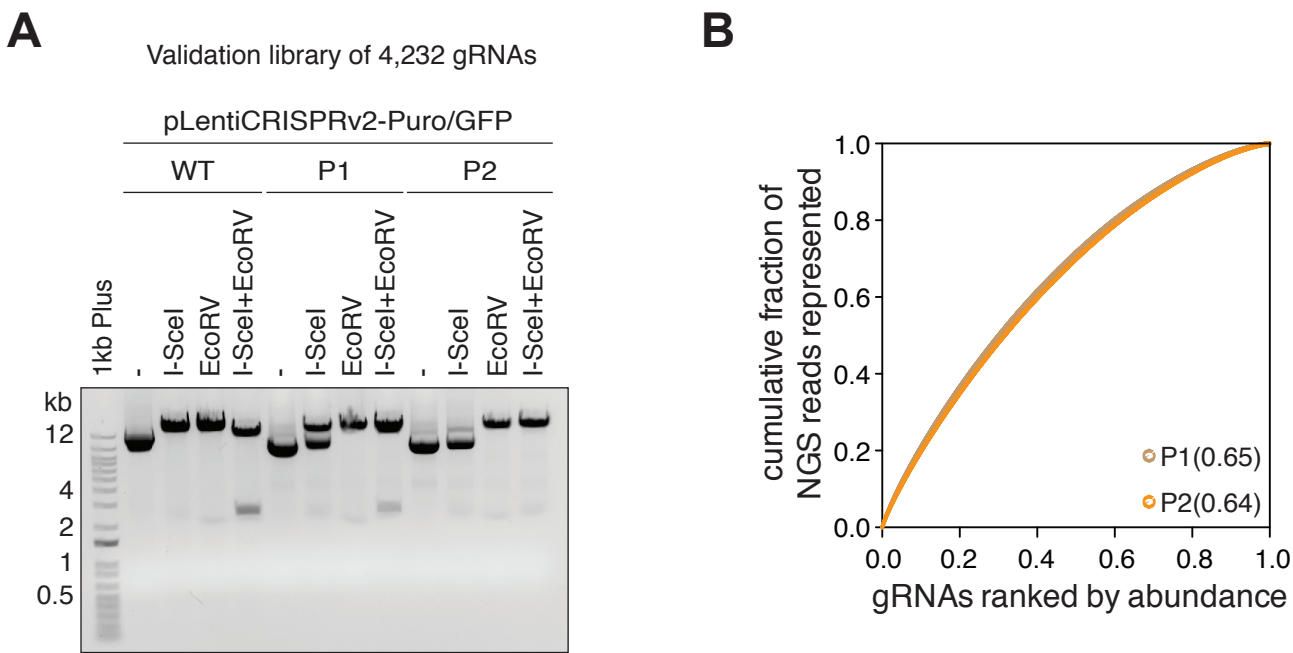 A
Validation library of 4,232 gRNAs
pLentiCRISPRv2-Puro/GFP
WT P1 P2
1kb Plus
-
I-SceI
EcoRV
I-SceI+EcoRV
-
I-SceI
EcoRV
I-SceI+EcoRV
-
I-SceI
EcoRV
I-SceI+EcoRV
kb
12
4
2
1
0.5
B
cumulative fraction of
NGS reads represented
1.0
0.8
0.6
0.4
0.2
0.0
P1(0.65)
P2(0.64)
0.0 0.2 0.4 0.6 0.8 1.0
gRNAs ranked by abundance